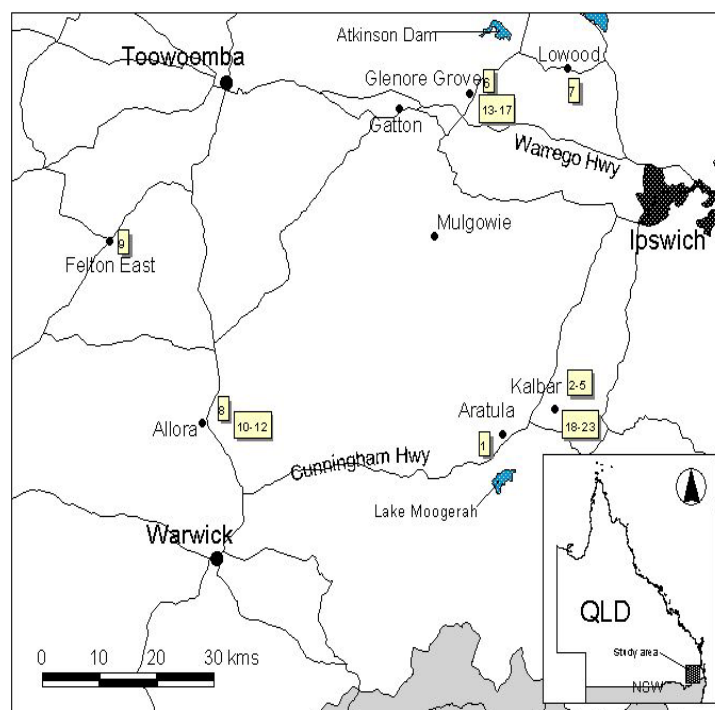 Atkinson Dam
Toowoomba
Lowood
Glenore Grove
6
7
13-17
Gatton
Warrego Hwy
Mulgowie
Ipswich
9
Felton East
Kalbar
2-5
8
Allora
10-12
Aratula
18-23
1
Cunningham Hwy
Lake Moogerah
Warwick
QLD
Study area
NSW
0 10 20 30 kms